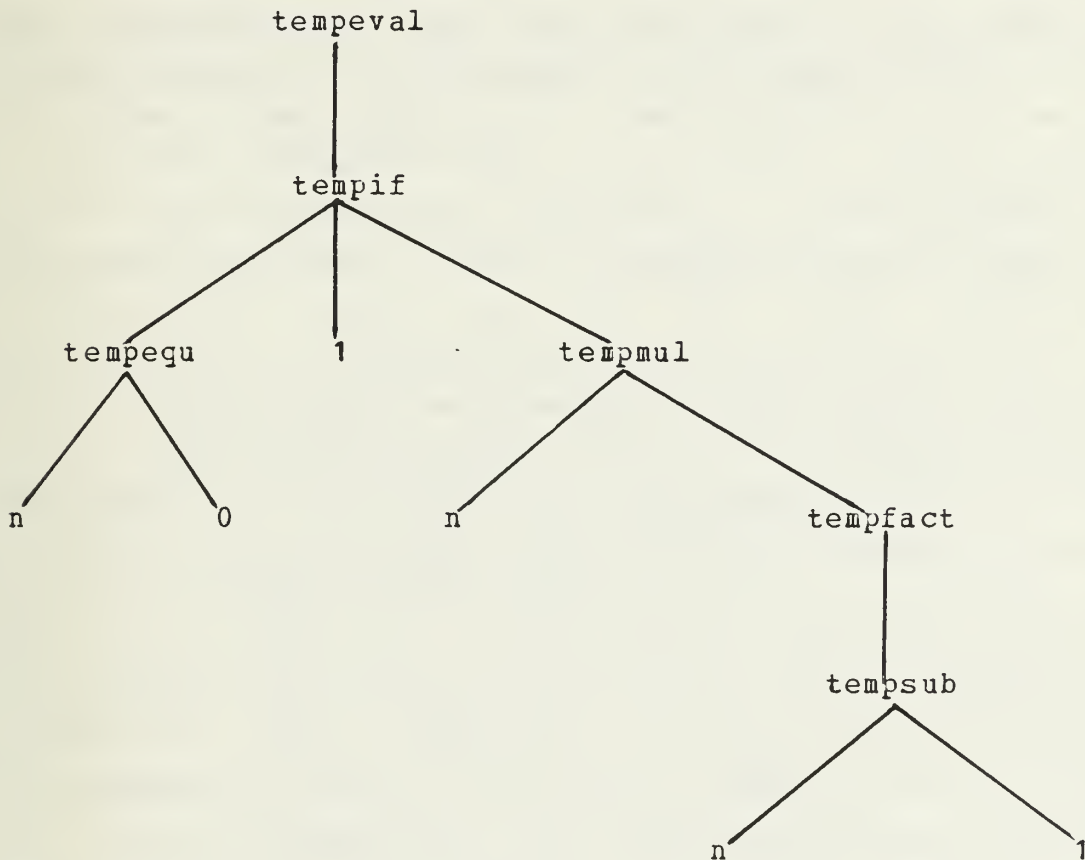 tempeval
tempif
tempequ 1 tempmul
n 0 n tempfact
tempsub
n 1